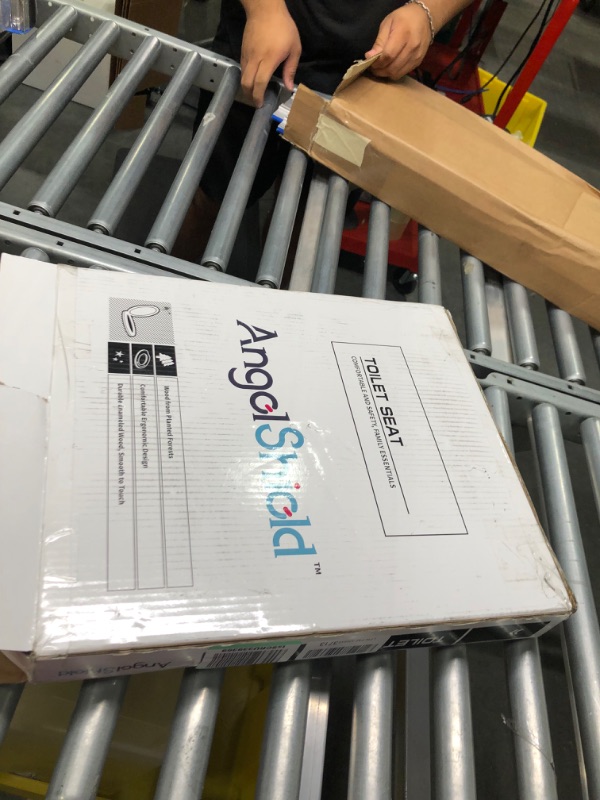 TOILET SEAT
COMFORTABLE AND SAFETY, FAMILY ESSENTIALS
AngelShield™
Wood from Planted Forests
Comfortable Ergonomic Design
Durable enameled Wood, Smooth to Touch
AngelShield
TOILET